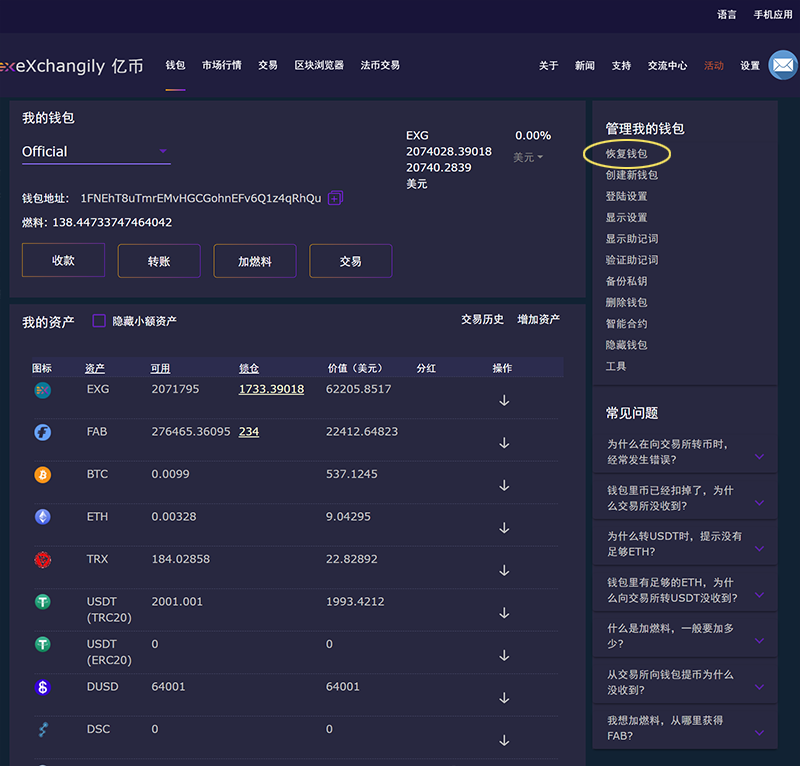 语言 手机应用
eXchangily 亿币 钱包 市场行情 交易 区块浏览器 法币交易 关于 新闻 支持 交流中心 活动 设置
我的钱包
Official
EXG 0.00%
2074028.39018 美元
20740.2839
美元
钱包地址: 1FNEhT8uTmrEMvHGCGohnEFv6Q1z4qRhQu
燃料: 138.44733747464042
收款 转账 加燃料 交易
我的资产 隐藏小额资产 交易历史 增加资产
图标 资产 可用 锁仓 价值（美元） 分红 操作
EXG 2071795 1733.39018 62205.8517
FAB 276465.36095 234 22412.64823
BTC 0.0099 537.1245
ETH 0.00328 9.04295
TRX 184.02858 22.82892
USDT 2001.001 1993.4212
(TRC20)
USDT 0 0
(ERC20)
DUSD 64001 64001
DSC 0 0
管理我的钱包
恢复钱包
创建新钱包
登陆设置
显示设置
显示助记词
验证助记词
备份私钥
删除钱包
智能合约
隐藏钱包
工具
常见问题
为什么在向交易所转币时，
经常发生错误?
钱包里币已经扣掉了，为什
么交易所没收到?
为什么转USDT时，提示没有
足够ETH?
钱包里有足够的ETH，为什
么向交易所转USDT没收到?
什么是加燃料，一般要加多
少?
从交易所向钱包提币为什么
没收到?
我想加燃料，从哪里获得
FAB?